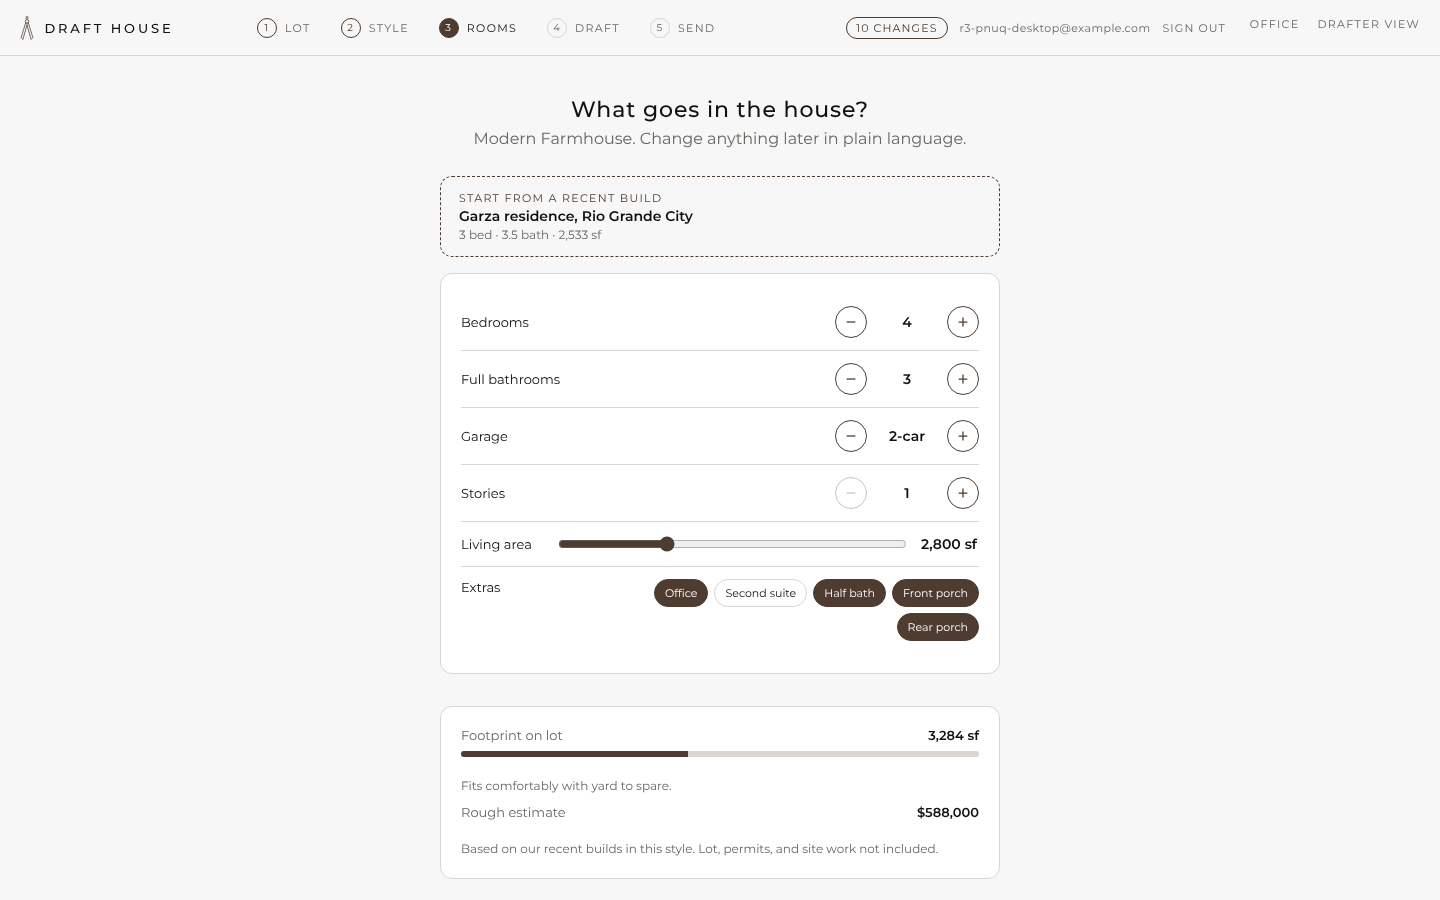 DRAFT HOUSE
1 LOT
2 STYLE
3 ROOMS
4 DRAFT
5 SEND
10 CHANGES
r3-pnuq-desktop@example.com
SIGN OUT
OFFICE
DRAFTER VIEW
What goes in the house?
Modern Farmhouse. Change anything later in plain language.
START FROM A RECENT BUILD
Garza residence, Rio Grande City
3 bed · 3.5 bath · 2,533 sf
Bedrooms − 4 +
Full bathrooms − 3 +
Garage − 2-car +
Stories − 1 +
Living area 2,800 sf
Extras Office Second suite Half bath Front porch
Rear porch
Footprint on lot 3,284 sf
Fits comfortably with yard to spare.
Rough estimate $588,000
Based on our recent builds in this style. Lot, permits, and site work not included.